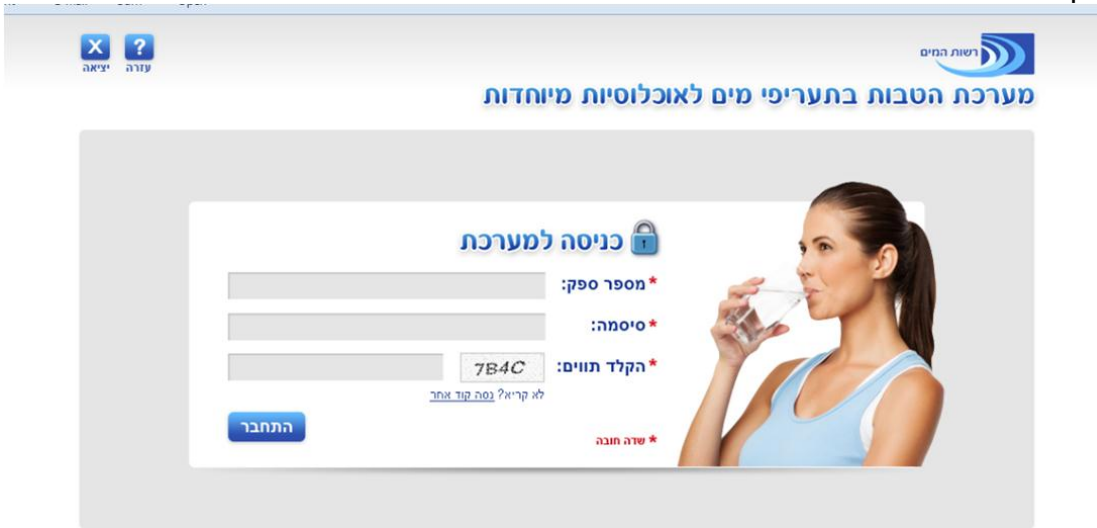 רשות המים
עזרה
יציאה
מערכת הטבות בתעריפי מים לאוכלוסיות מיוחדות
כניסה למערכת
* מספר ספק:
* סיסמה:
* הקלד תווים: 7B4C
לא קריא? נסה קוד אחר
התחבר
* שדה חובה